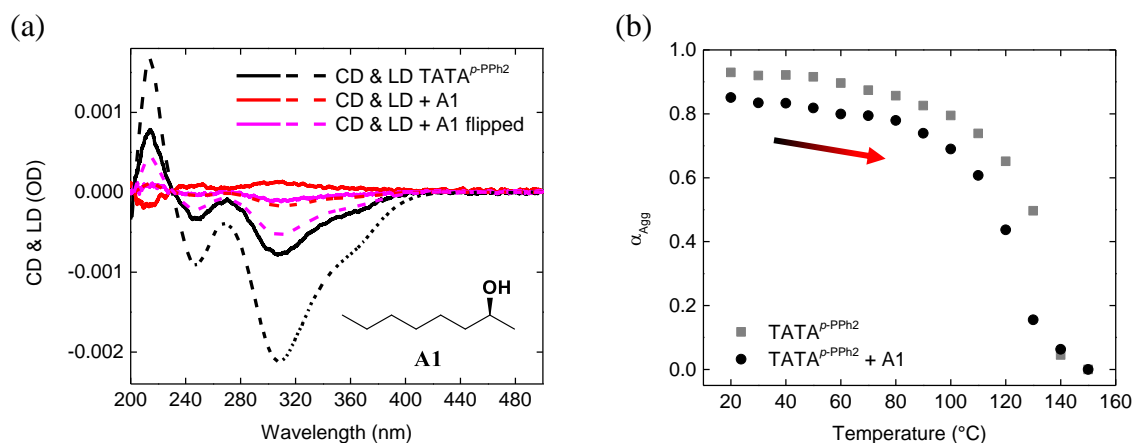 (a)
CD & LD (OD)
0.001
0.000
-0.001
-0.002
200 240 280 320 360 400 440 480
Wavelength (nm)
CD & LD TATA^p-PPh2
CD & LD + A1
CD & LD + A1 flipped
OH
A1
(b)
α_Agg
1.0
0.8
0.6
0.4
0.2
0.0
20 40 60 80 100 120 140 160
Temperature (°C)
TATA^p-PPh2
TATA^p-PPh2 + A1